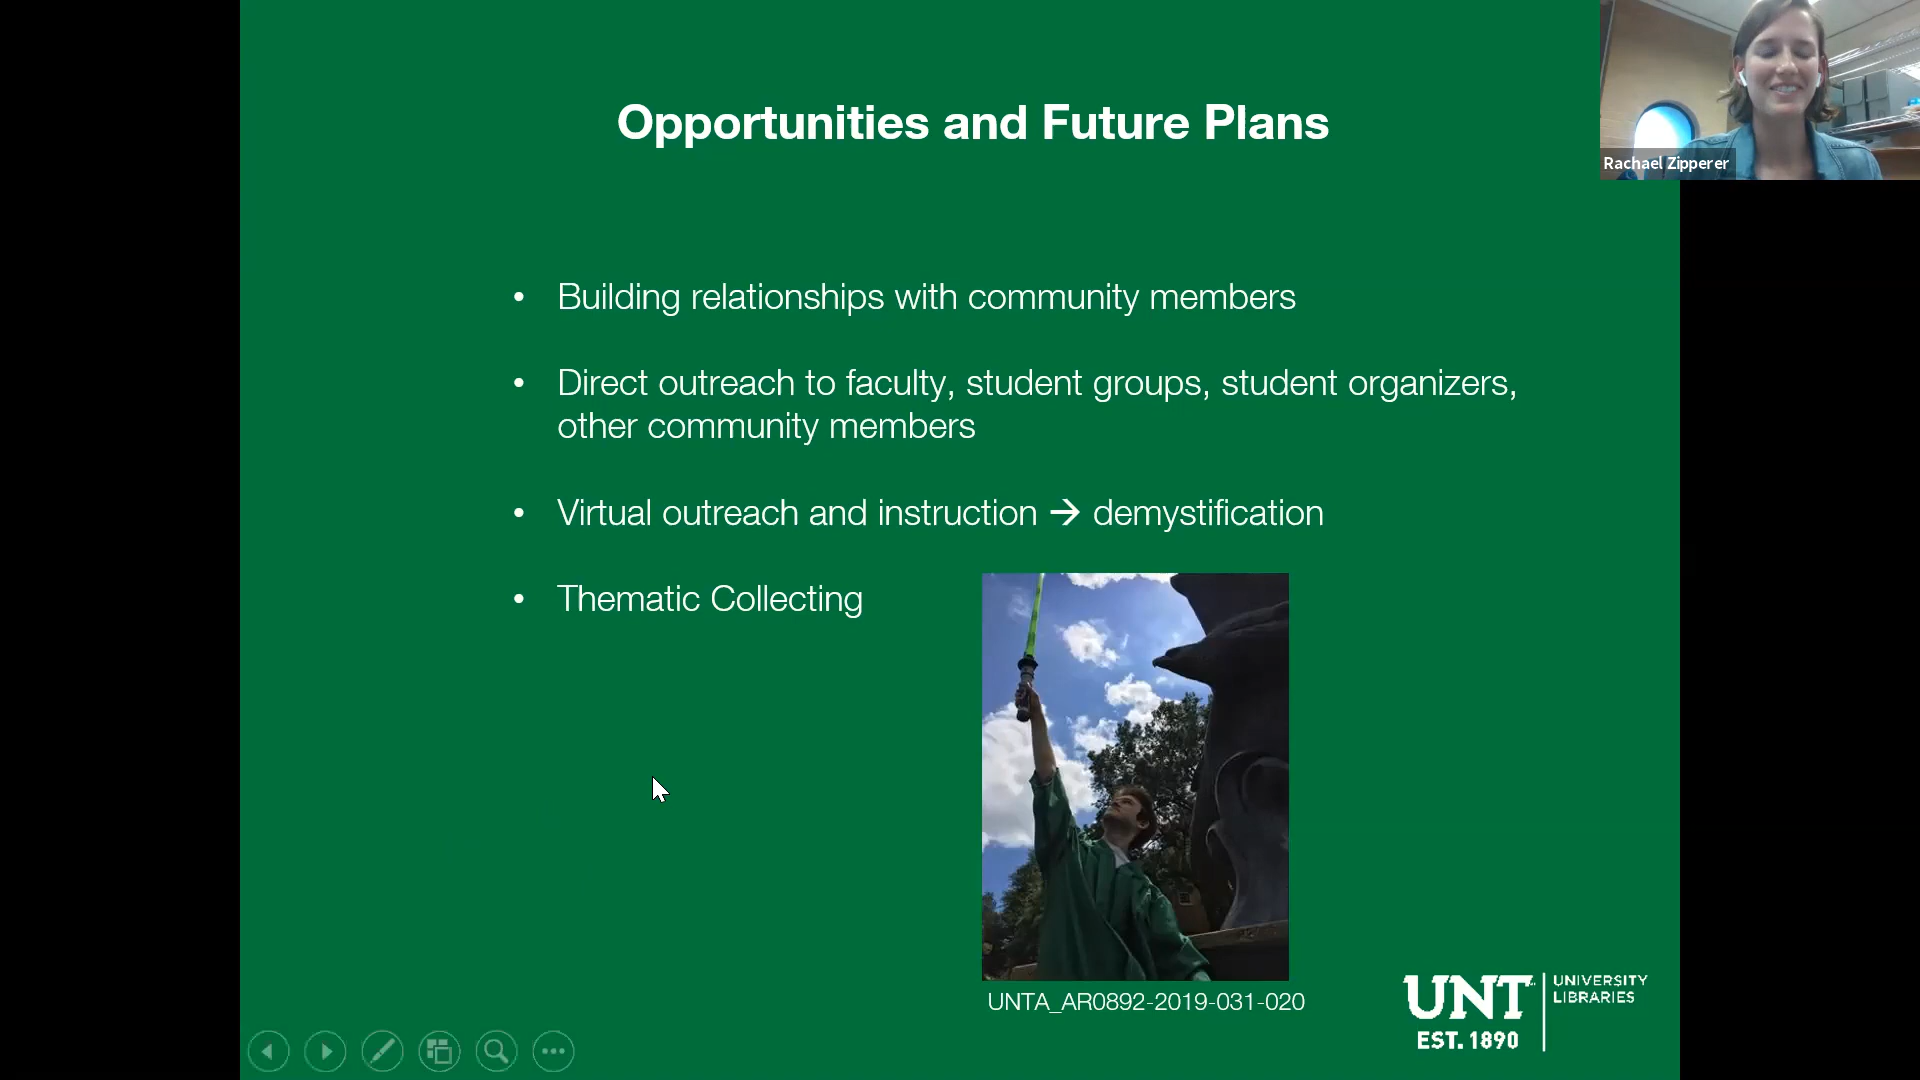 Opportunities and Future Plans
Rachael Zipperer
• Building relationships with community members
• Direct outreach to faculty, student groups, student organizers,
other community members
• Virtual outreach and instruction → demystification
• Thematic Collecting
UNTA_AR0892-2019-031-020
UNT
EST. 1890
UNIVERSITY
LIBRARIES